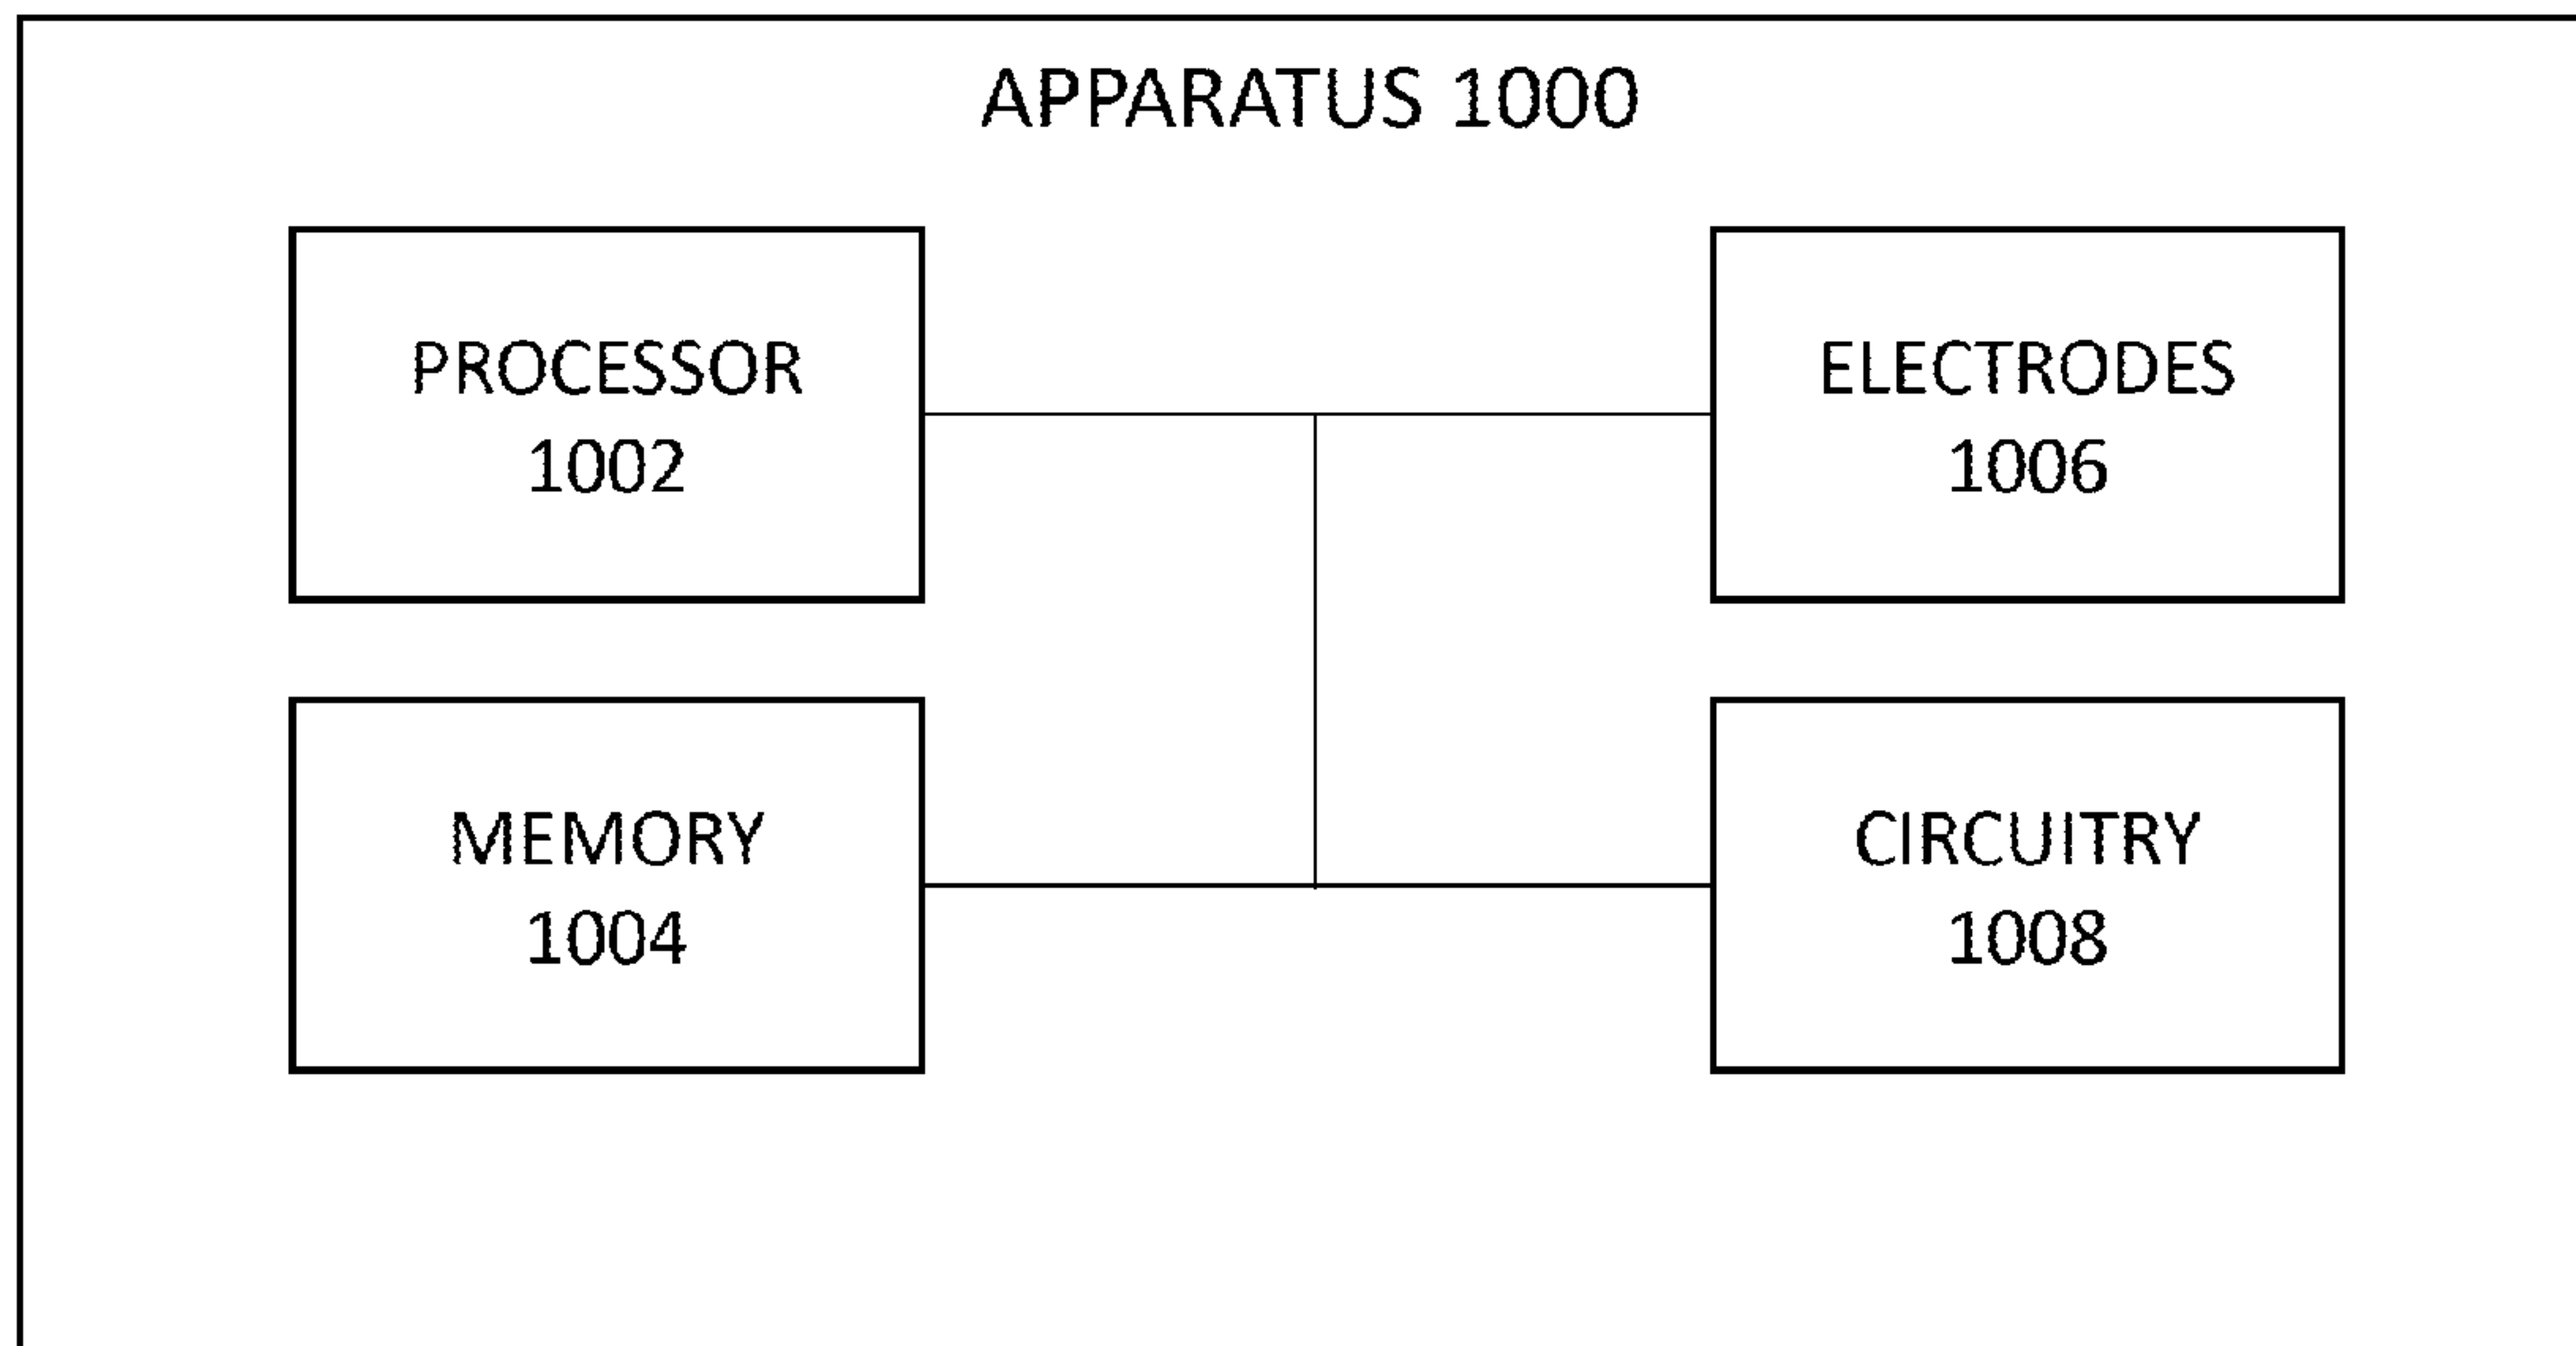 APPARATUS 1000
PROCESSOR
1002
ELECTRODES
1006
MEMORY
1004
CIRCUITRY
1008